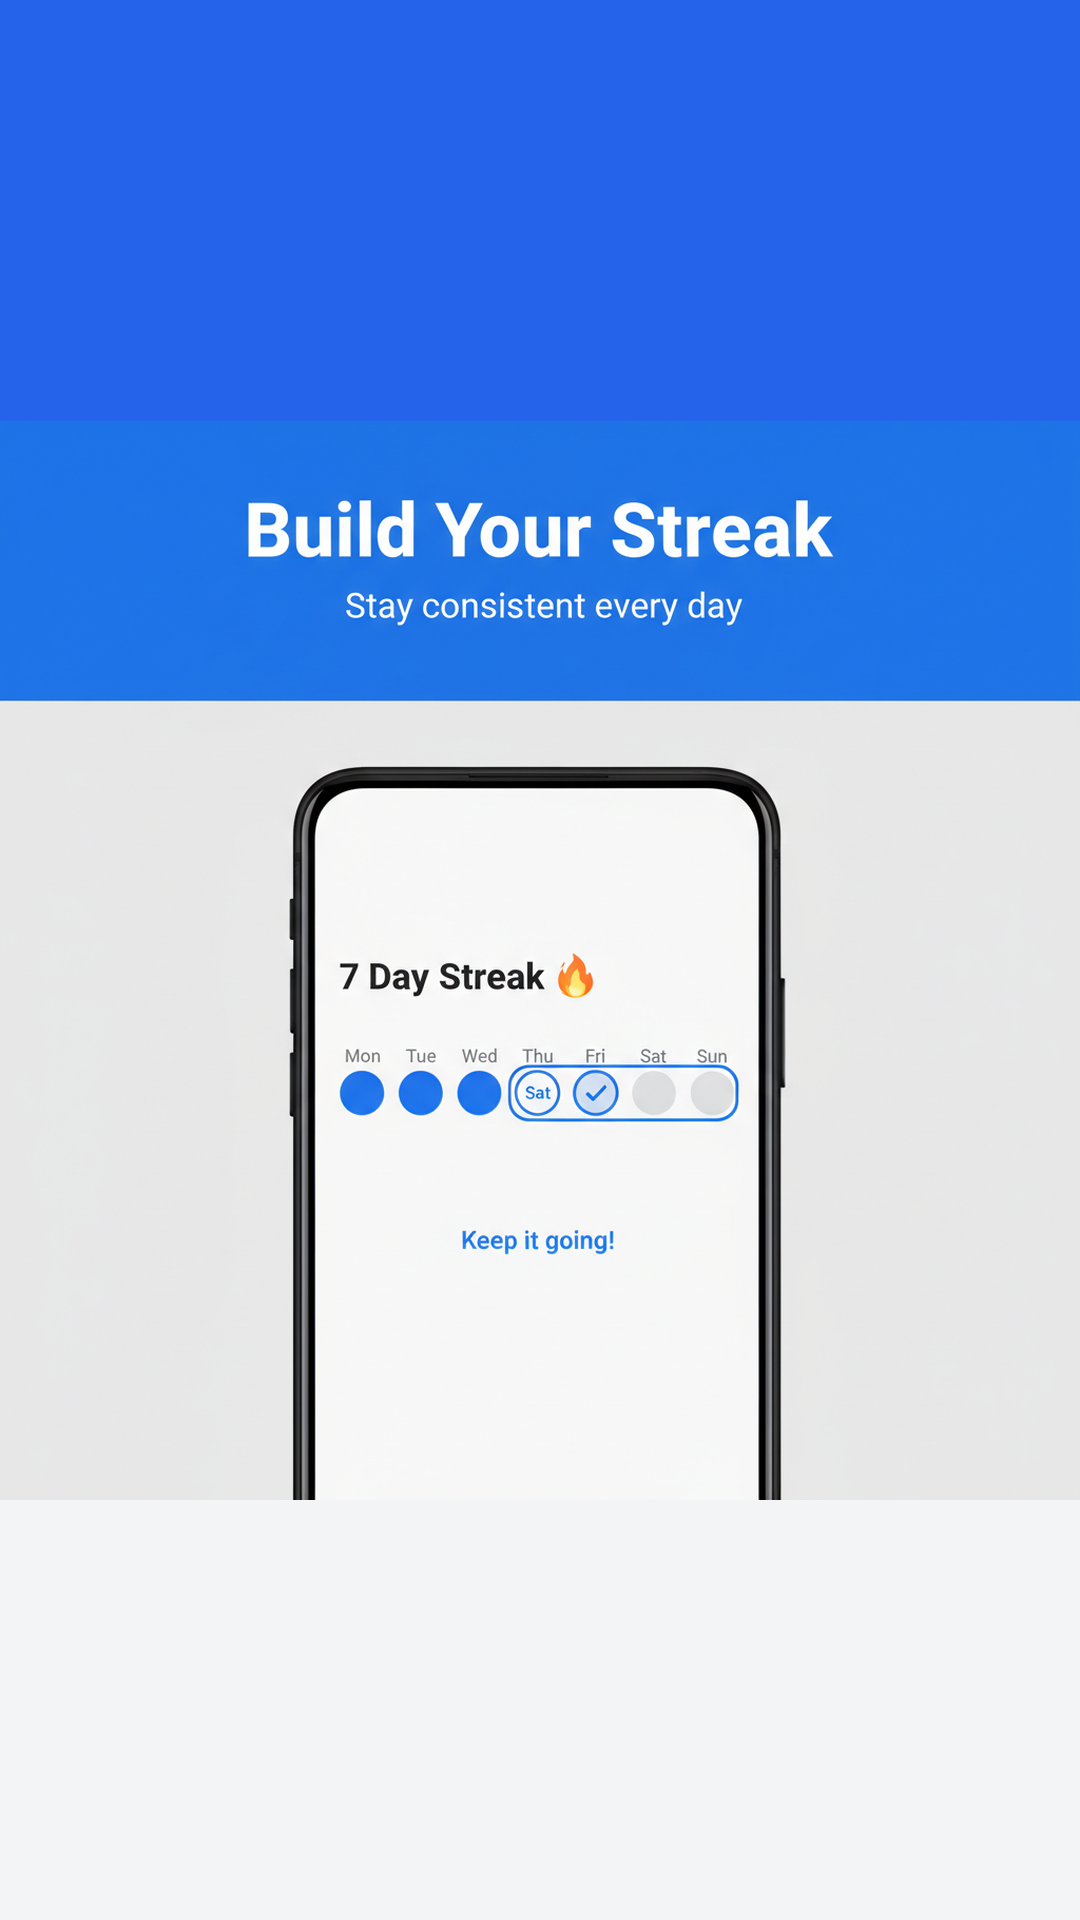 Build Your Streak
Stay consistent every day
7 Day Streak 🔥
Mon Tue Wed Thu Fri Sat Sun
Sat
Keep it going!